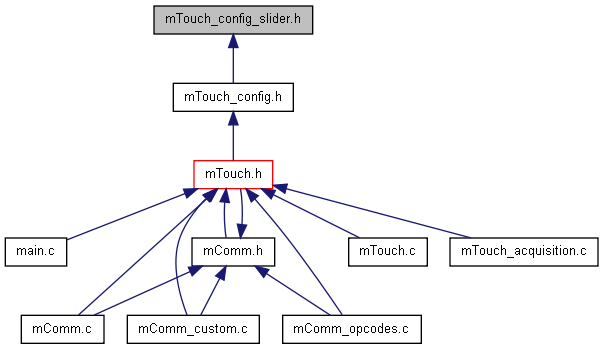 mTouch_config_slider.h
mTouch_config.h
mTouch.h
main.c
mComm.h
mTouch.c
mTouch_acquisition.c
mComm.c
mComm_custom.c
mComm_opcodes.c